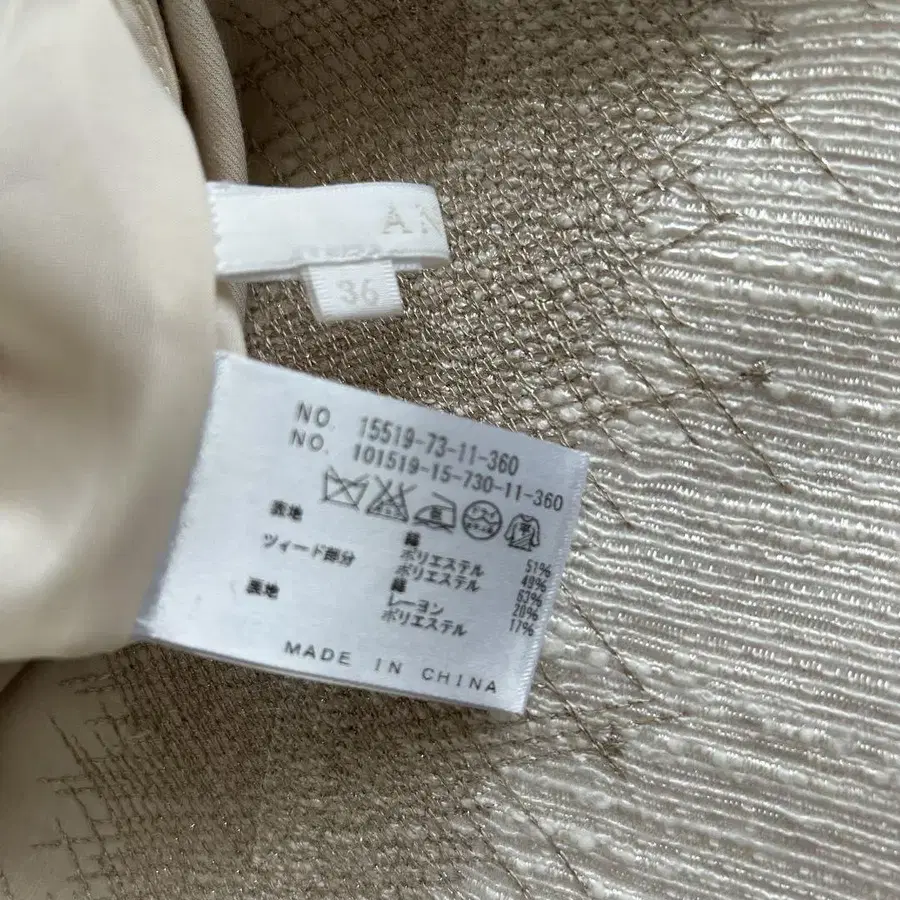 AN
36
NO. 15519-73-11-360
NO. 101519-15-730-11-360
表地 綿 51%
ポリエステル 49%
ツィード部分 ポリエステル 63%
綿 20%
レーヨン 17%
裏地 ポリエステル
MADE IN CHINA